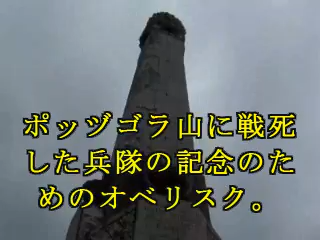 ポッヅゴラ山に戦死
した兵隊の記念のた
めのオベリスク。